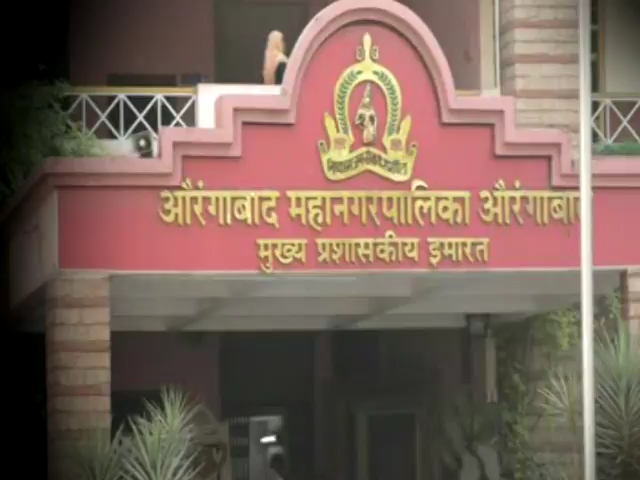 औरंगाबाद महानगरपालिका औरंगाबा
मुख्य प्रशासकीय इमारत